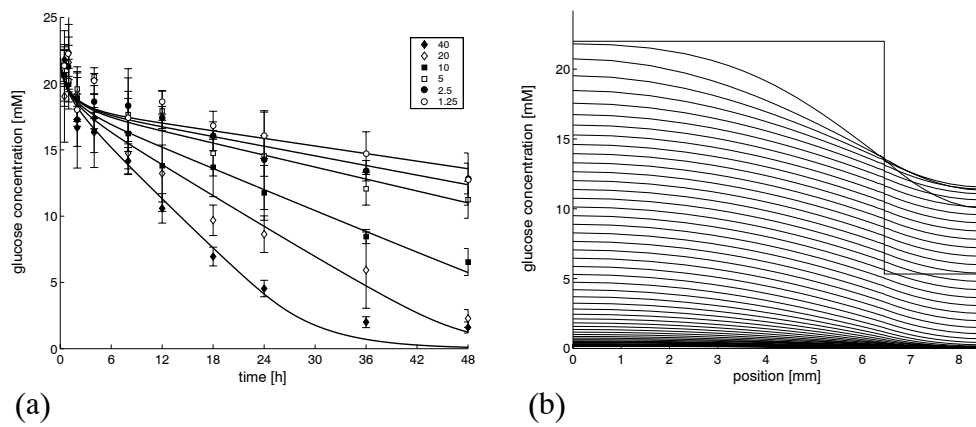 25
20
15
10
5
0
0 6 12 18 24 30 36 42 48
glucose concentration [mM]
time [h]
40
20
10
5
2.5
1.25
(a)
20
15
10
5
0
0 1 2 3 4 5 6 7 8
glucose concentration [mM]
position [mm]
(b)